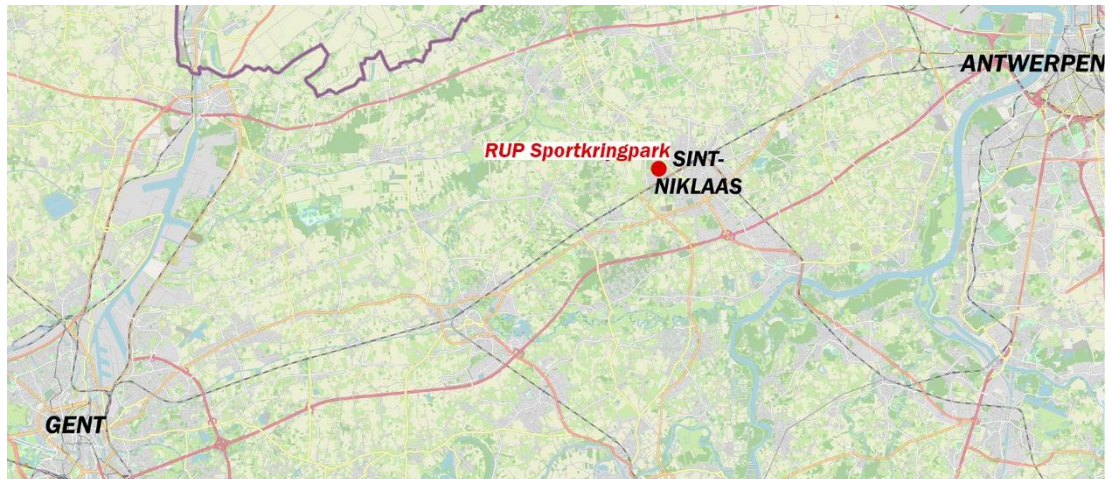 ANTWERPEN
RUP Sportkringpark
SINT-
NIKLAAS
GENT